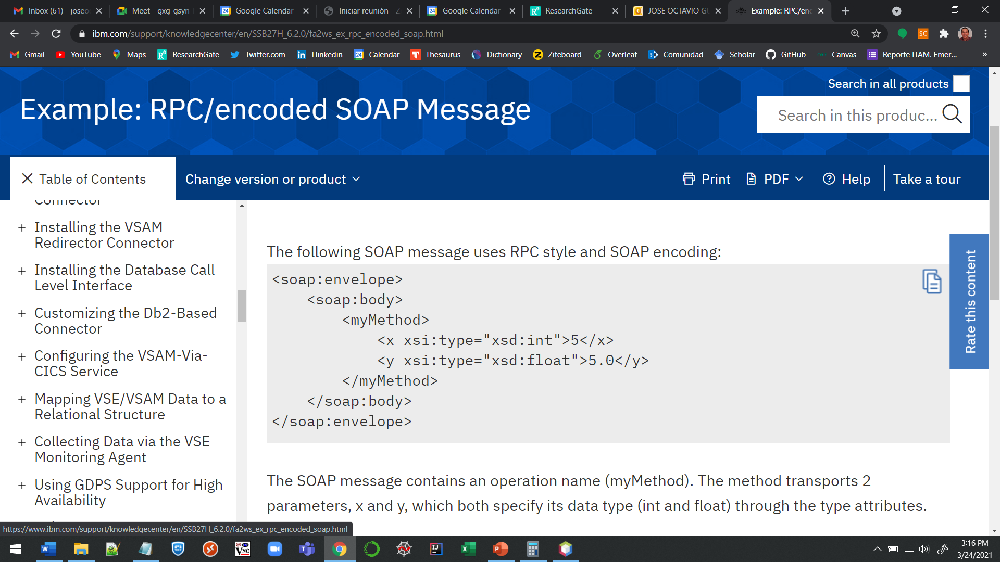 Inbox (61) - joseo
Meet - gxg-gsyn-
Google Calendar
Iniciar reunión - Z
Google Calendar
ResearchGate
JOSE OCTAVIO GU
Example: RPC/enc
ibm.com/support/knowledgecenter/en/SSB27H_6.2.0/fa2ws_ex_rpc_encoded_soap.html
Gmail
YouTube
Maps
ResearchGate
Twitter.com
Llinkedin
Calendar
Thesaurus
Dictionary
Ziteboard
Overleaf
Comunidad
Scholar
GitHub
Canvas
Reporte ITAM. Emer...
»
Search in all products
Example: RPC/encoded SOAP Message
Search in this produc...
Table of Contents
Change version or product
Print
PDF
Help
Take a tour
Connector
+ Installing the VSAM
Redirector Connector
+ Installing the Database Call
Level Interface
+ Customizing the Db2-Based
Connector
+ Configuring the VSAM-Via-
CICS Service
+ Mapping VSE/VSAM Data to a
Relational Structure
+ Collecting Data via the VSE
Monitoring Agent
+ Using GDPS Support for High
Availability
The following SOAP message uses RPC style and SOAP encoding:
<soap:envelope>
<soap:body>
<myMethod>
<x xsi:type="xsd:int">5</x>
<y xsi:type="xsd:float">5.0</y>
</myMethod>
</soap:body>
</soap:envelope>
Rate this content
The SOAP message contains an operation name (myMethod). The method transports 2
parameters, x and y, which both specify its data type (int and float) through the type attributes.
https://www.ibm.com/support/knowledgecenter/en/SSB27H_6.2.0/fa2ws_ex_rpc_encoded_soap.html
3:16 PM
3/24/2021